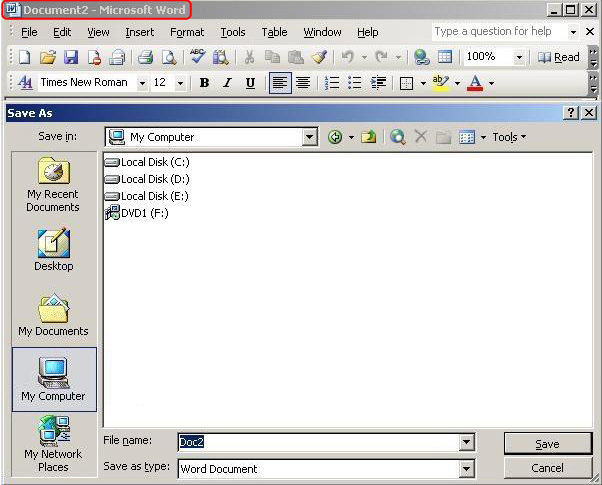 Document2 - Microsoft Word
File Edit View Insert Format Tools Table Window Help Type a question for help
100% Read
Times New Roman 12 B I U
Save As
Save in: My Computer Tools
My Recent
Documents
Desktop
My Documents
My Computer
My Network
Places
Local Disk (C:)
Local Disk (D:)
Local Disk (E:)
DVD1 (F:)
File name: Doc2 Save
Save as type: Word Document Cancel